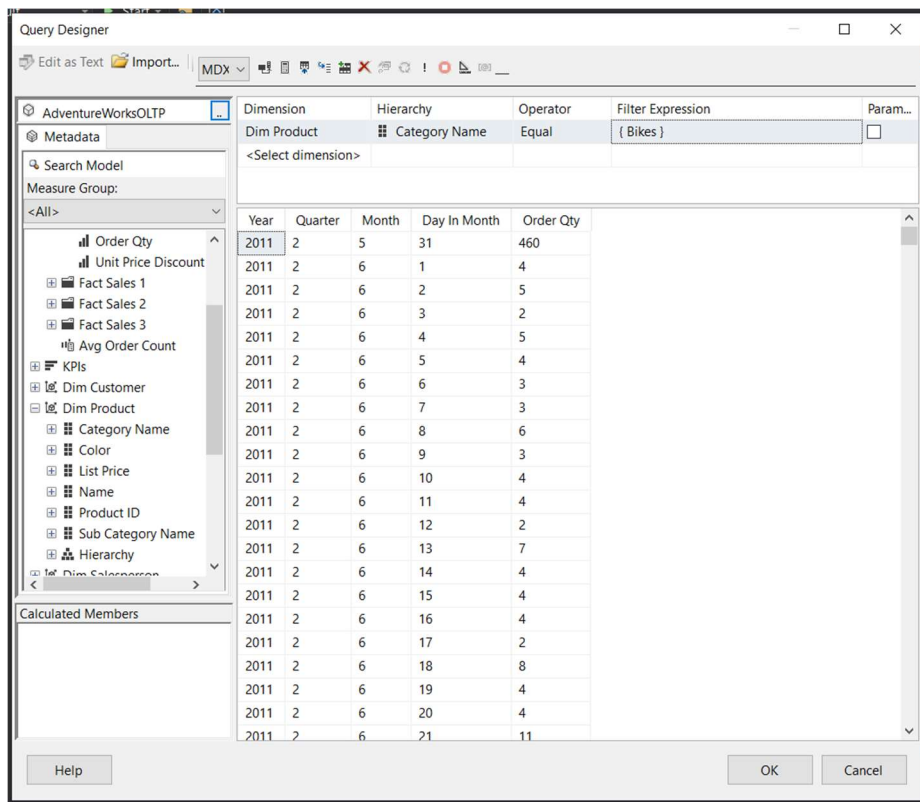 Start
Query Designer
Edit as Text Import... MDX
AdventureWorksOLTP ..
Metadata
Search Model
Measure Group:
<All>
Order Qty
Unit Price Discount
Fact Sales 1
Fact Sales 2
Fact Sales 3
Avg Order Count
KPIs
Dim Customer
Dim Product
Category Name
Color
List Price
Name
Product ID
Sub Category Name
Hierarchy
Dim Salesperson
Calculated Members
Dimension Hierarchy Operator Filter Expression Param...
Dim Product Category Name Equal { Bikes }
<Select dimension>
Year Quarter Month Day In Month Order Qty
2011 2 5 31 460
2011 2 6 1 4
2011 2 6 2 5
2011 2 6 3 2
2011 2 6 4 5
2011 2 6 5 4
2011 2 6 6 3
2011 2 6 7 3
2011 2 6 8 6
2011 2 6 9 3
2011 2 6 10 4
2011 2 6 11 4
2011 2 6 12 2
2011 2 6 13 7
2011 2 6 14 4
2011 2 6 15 4
2011 2 6 16 4
2011 2 6 17 2
2011 2 6 18 8
2011 2 6 19 4
2011 2 6 20 4
2011 2 6 21 11
Help OK Cancel